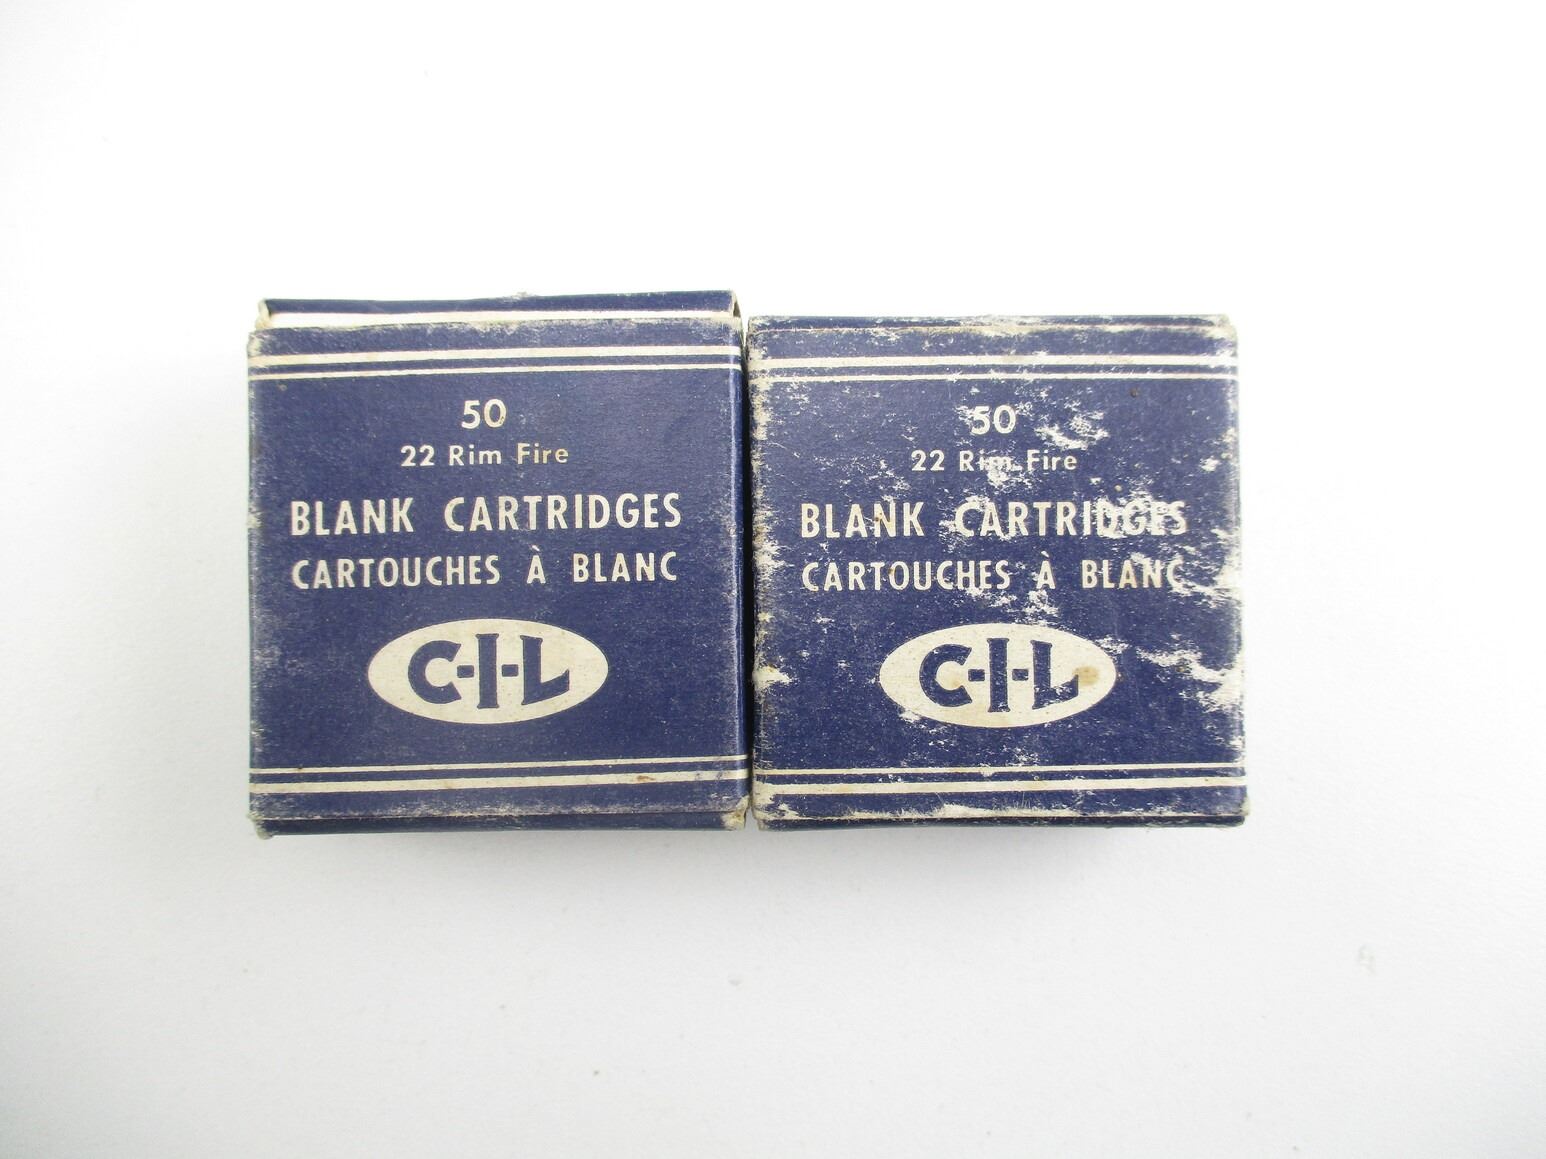 50
22 Rim Fire
BLANK CARTRIDGES
CARTOUCHES À BLANC
C-I-L
50
22 Rim Fire
BLANK CARTRIDGES
CARTOUCHES À BLANC
C-I-L